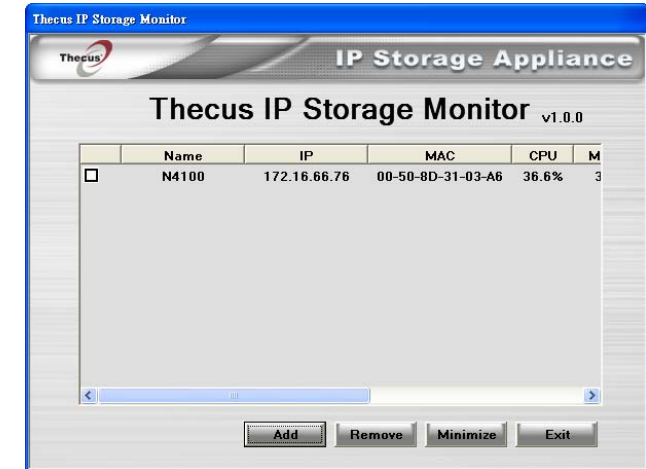 Thecus IP Storage Monitor
Thecus
IP Storage Appliance
Thecus IP Storage Monitor v1.0.0
Name IP MAC CPU M
N4100 172.16.66.76 00-50-8D-31-03-A6 36.6% 3
Add Remove Minimize Exit